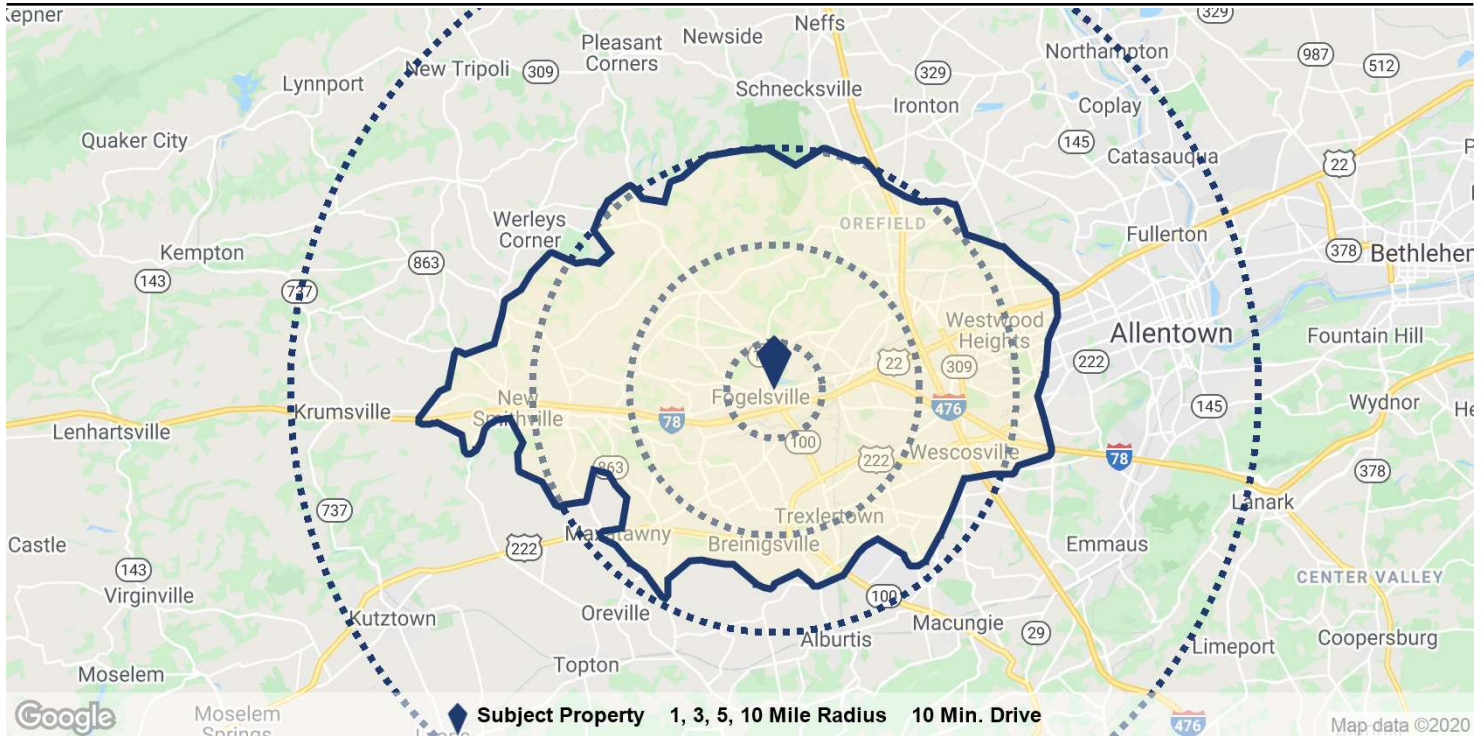 Kepner
329
Neffs
Newside
Pleasant
Corners
Northampton
New Tripoli
309
987
512
Lynnport
Schnecksville
329
Ironton
Coplay
Quaker City
145
Catasauqua
22
Werleys
Corner
OREFIELD
Fullerton
Kempton
863
378
Bethlehem
143
737
Westwood
Heights
Allentown
Fountain Hill
22
309
222
New
Smithville
Fogelsville
476
145
Krumsville
78
Wydnor
Lenhartsville
100
Wescosville
78
863
222
378
Lanark
737
Trexlertown
Castle
222
Maxatawny
Breinigsville
Emmaus
143
CENTER VALLEY
Virginville
100
Kutztown
Oreville
Macungie
29
Alburtis
Limeport
Coopersburg
Topton
Moselem
Google
Moselem
Springs
Subject Property 1, 3, 5, 10 Mile Radius 10 Min. Drive
476
Map data ©2020